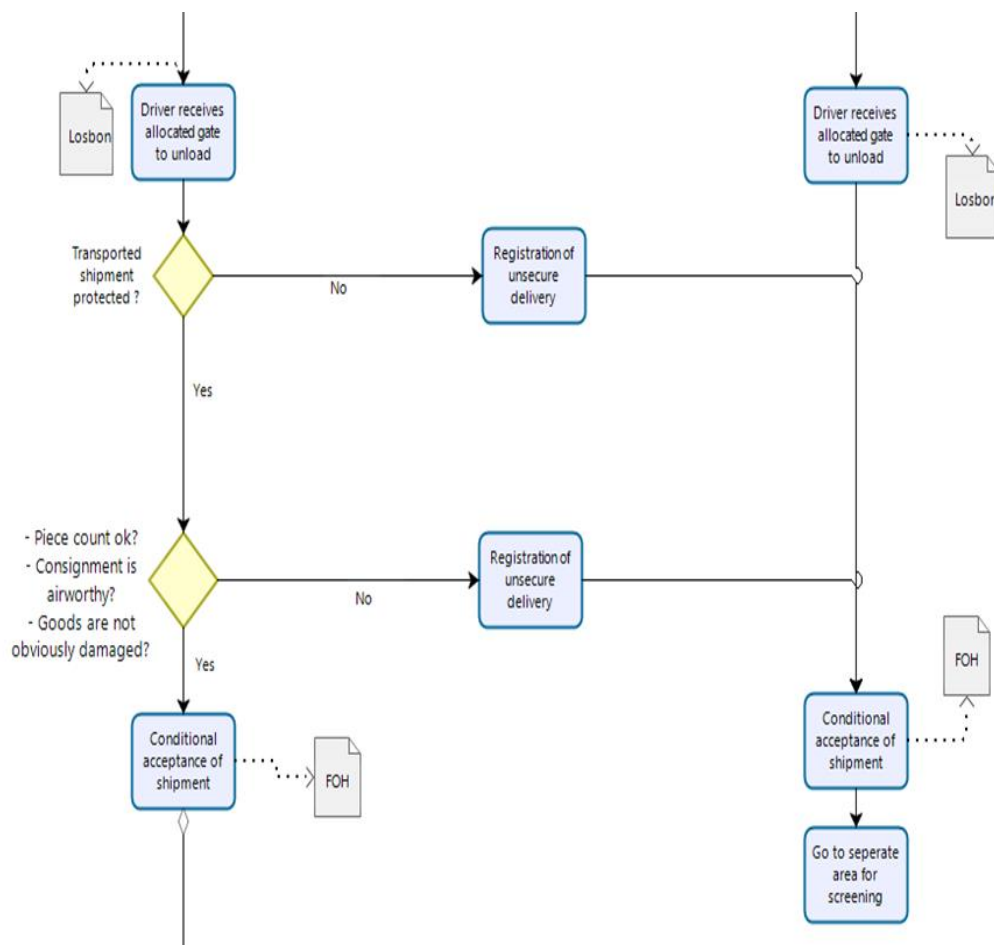 Losbon
Driver receives
allocated gate
to unload
Driver receives
allocated gate
to unload
Losbon
Transported
shipment
protected ?
No
Registration of
unsecure
delivery
Yes
- Piece count ok?
- Consignment is
airworthy?
- Goods are not
obviously damaged?
No
Registration of
unsecure
delivery
Yes
Conditional
acceptance of
shipment
FOH
FOH
Conditional
acceptance of
shipment
Go to seperate
area for
screening